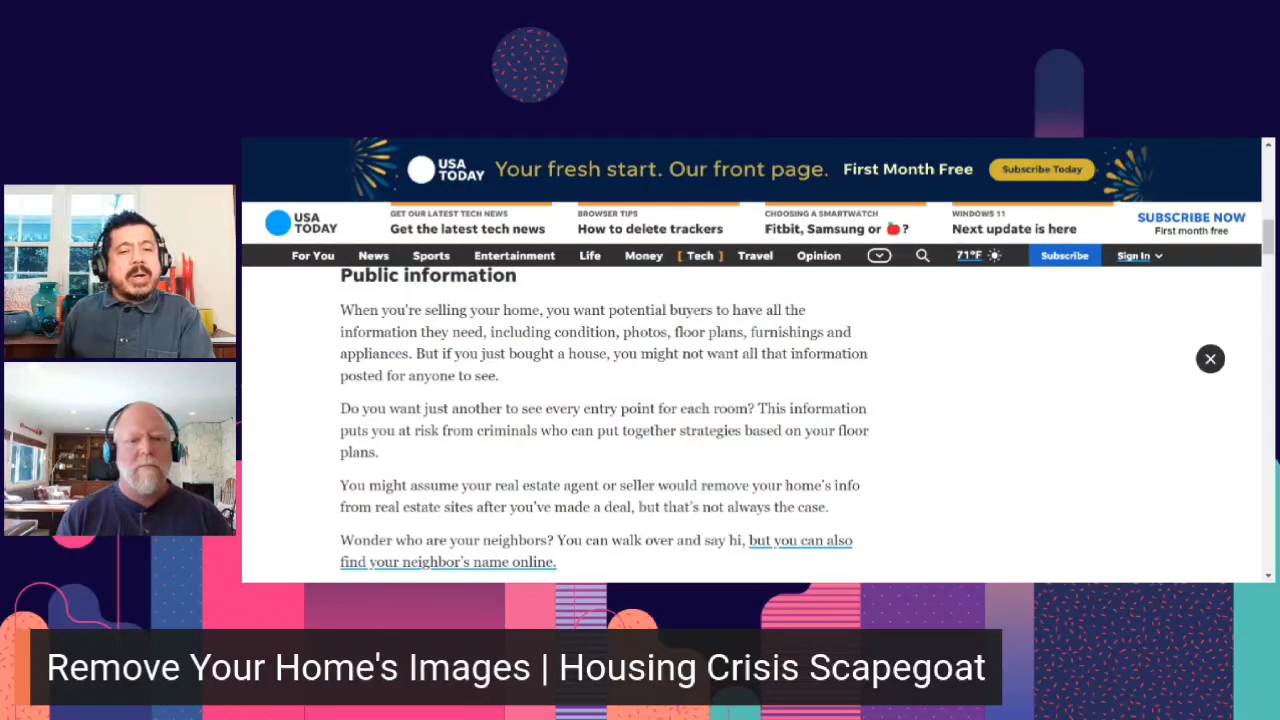 USA TODAY
Your fresh start. Our front page.
First Month Free
Subscribe Today
USA TODAY
GET OUR LATEST TECH NEWS
Get the latest tech news
BROWSER TIPS
How to delete trackers
CHOOSING A SMARTWATCH
Fitbit, Samsung or 🍎?
WINDOWS 11
Next update is here
SUBSCRIBE NOW
First month free
For You News Sports Entertainment Life Money [ Tech ] Travel Opinion 71°F Subscribe Sign In
Public information
When you're selling your home, you want potential buyers to have all the
information they need, including condition, photos, floor plans, furnishings and
appliances. But if you just bought a house, you might not want all that information
posted for anyone to see.
Do you want just another to see every entry point for each room? This information
puts you at risk from criminals who can put together strategies based on your floor
plans.
You might assume your real estate agent or seller would remove your home's info
from real estate sites after you've made a deal, but that's not always the case.
Wonder who are your neighbors? You can walk over and say hi, but you can also
find your neighbor's name online.
Remove Your Home's Images | Housing Crisis Scapegoat